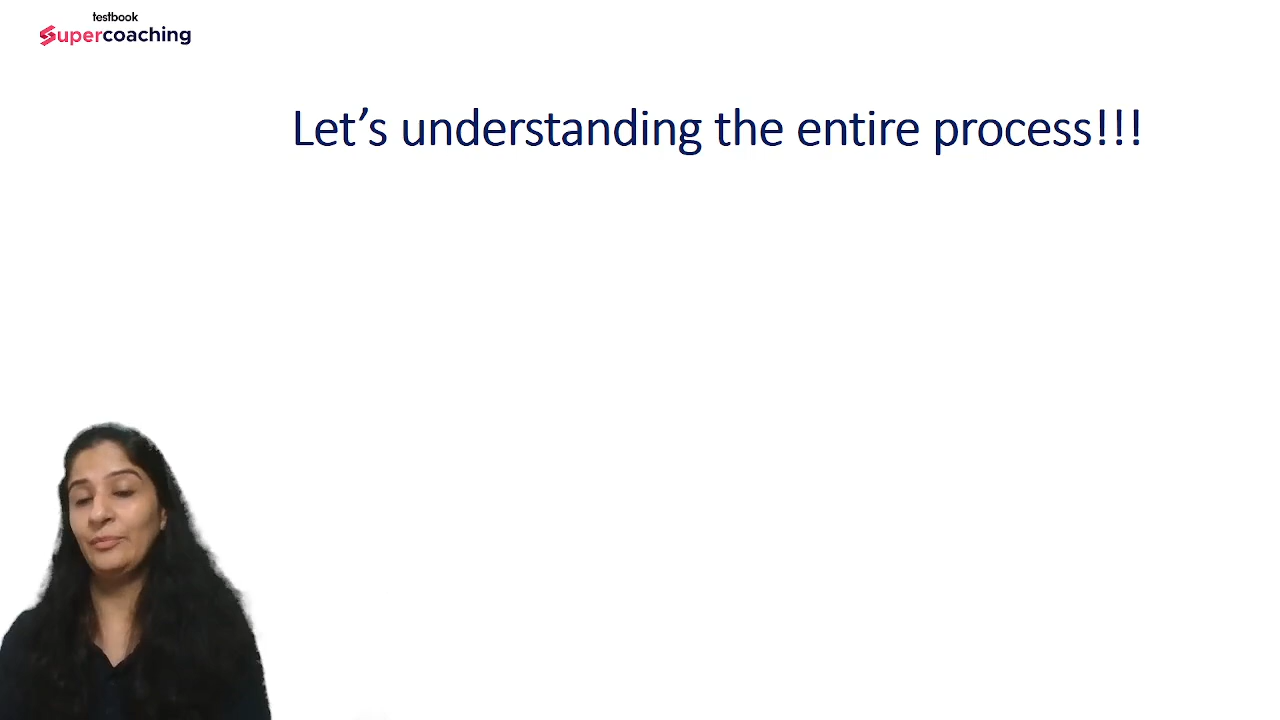 testbook
Supercoaching
Let's understanding the entire process!!!